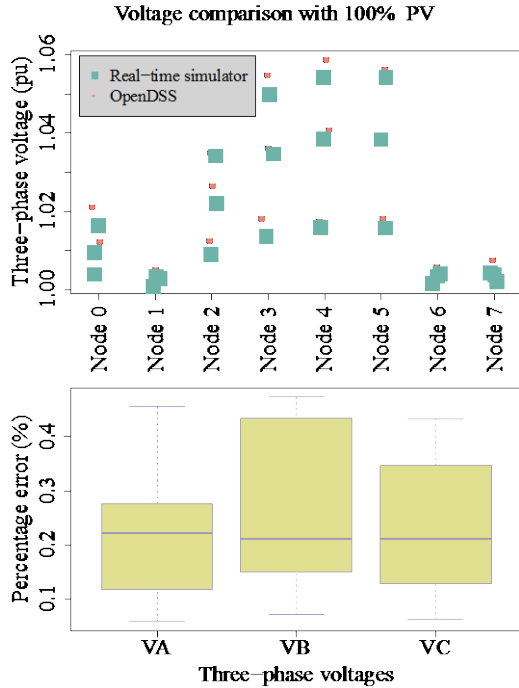 Voltage comparison with 100% PV
Three-phase voltage (pu)
1.06
1.04
1.02
1.00
Real-time simulator
OpenDSS
Node 0
Node 1
Node 2
Node 3
Node 4
Node 5
Node 6
Node 7
Percentage error (%)
0.4
0.3
0.2
0.1
VA
VB
VC
Three-phase voltages